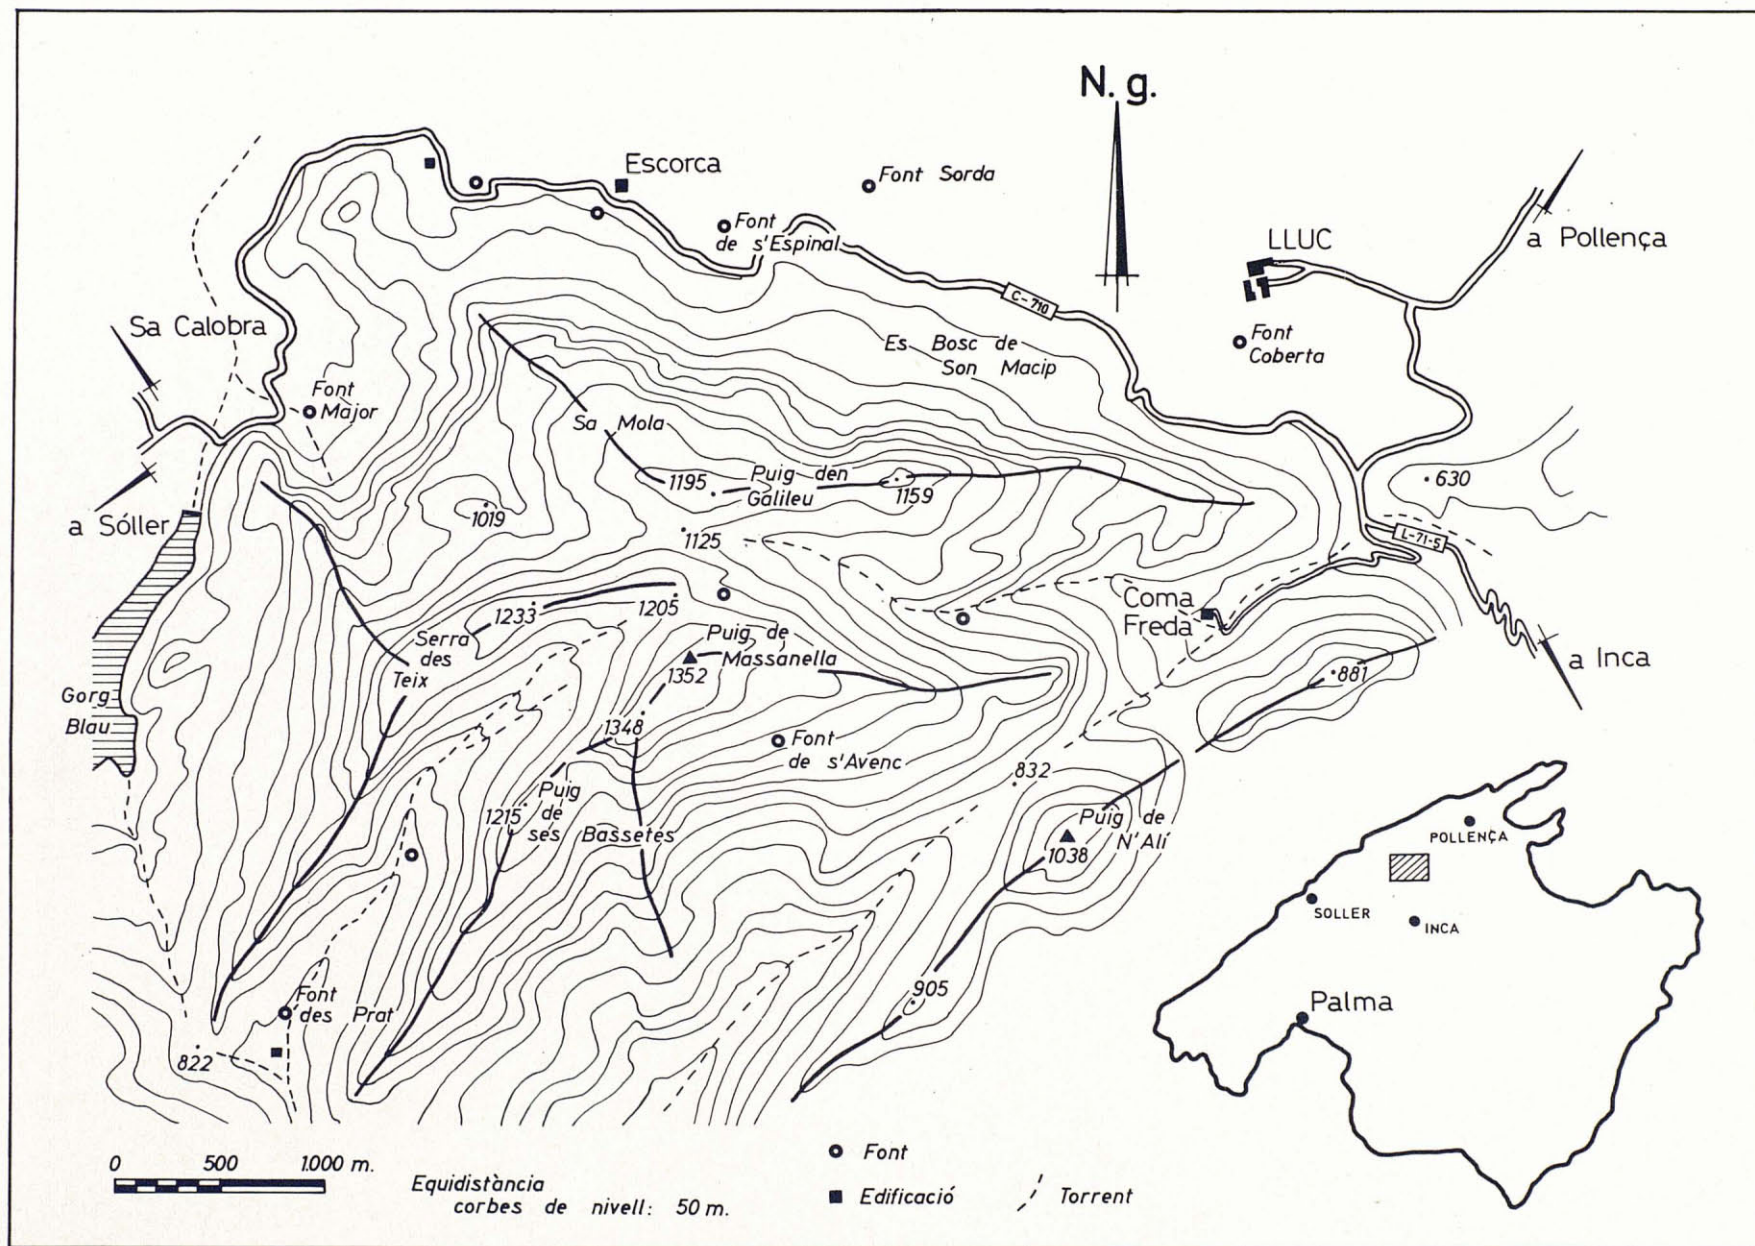 N. g.
Escorca
Font Sorda
Font
de s'Espinal
LLUC
a Pollença
C-710
Sa Calobra
Font
Coberta
Es Bosc de
Son Macip
Font
Major
Sa Mola
1195
Puig den
Galileu
1159
630
1019
a Sóller
1125
L-71-5
1233
1205
Coma
Freda
Serra
des
Teix
Puig de
Massanella
1352
a Inca
881
Gorg
Blau
1348
Font
de s'Avenc
832
1215
Puig
de
ses Bassetes
Puig de
N'Alí
1038
POLLENÇA
SOLLER
INCA
905
Font
des Prat
Palma
822
0 500 1.000 m.
Equidistància
corbes de nivell: 50 m.
Font
Edificació
Torrent